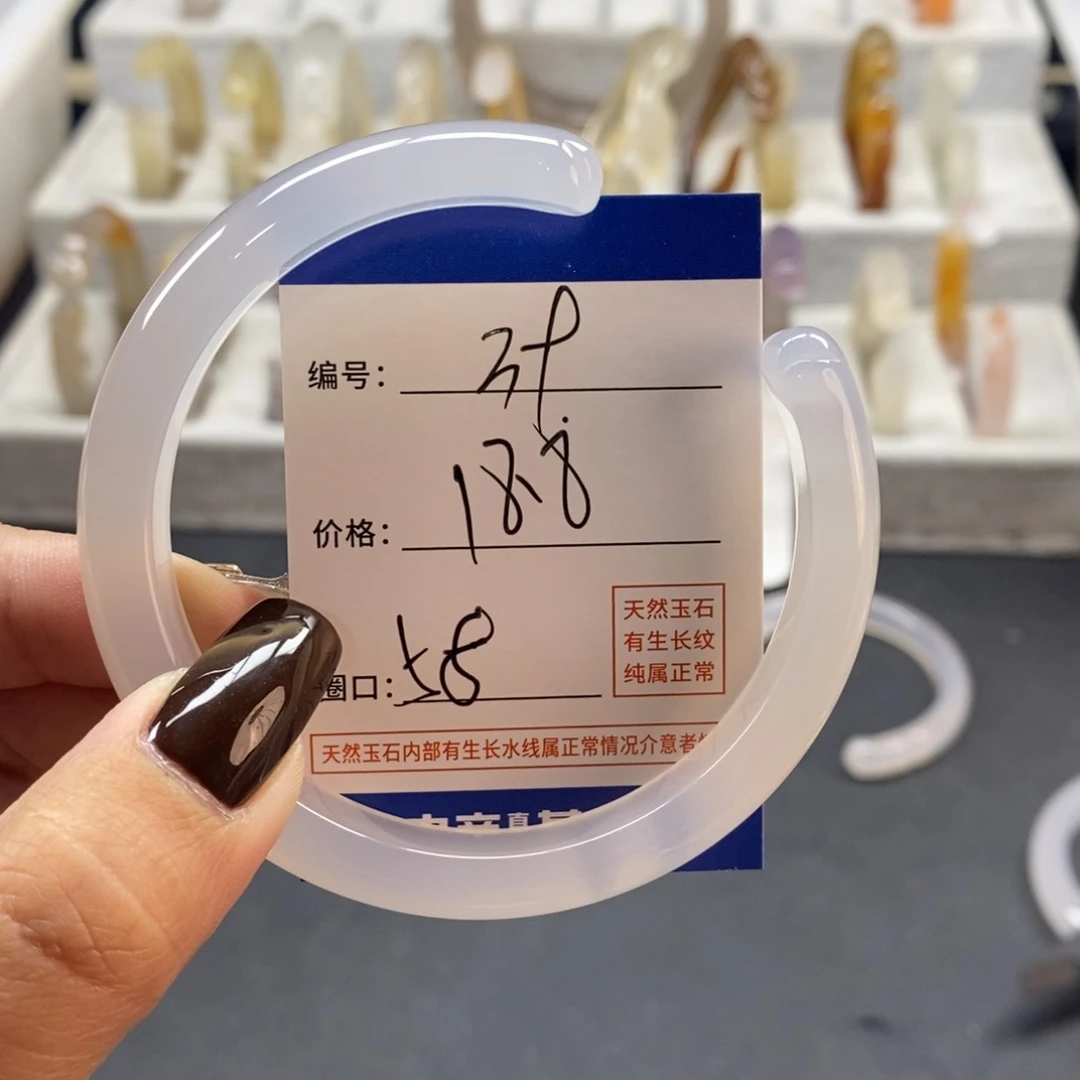 编号:
价格: 188
圈口: 58
天然玉石
有生长纹
纯属正常
天然玉石内部有生长水线属正常情况介意者